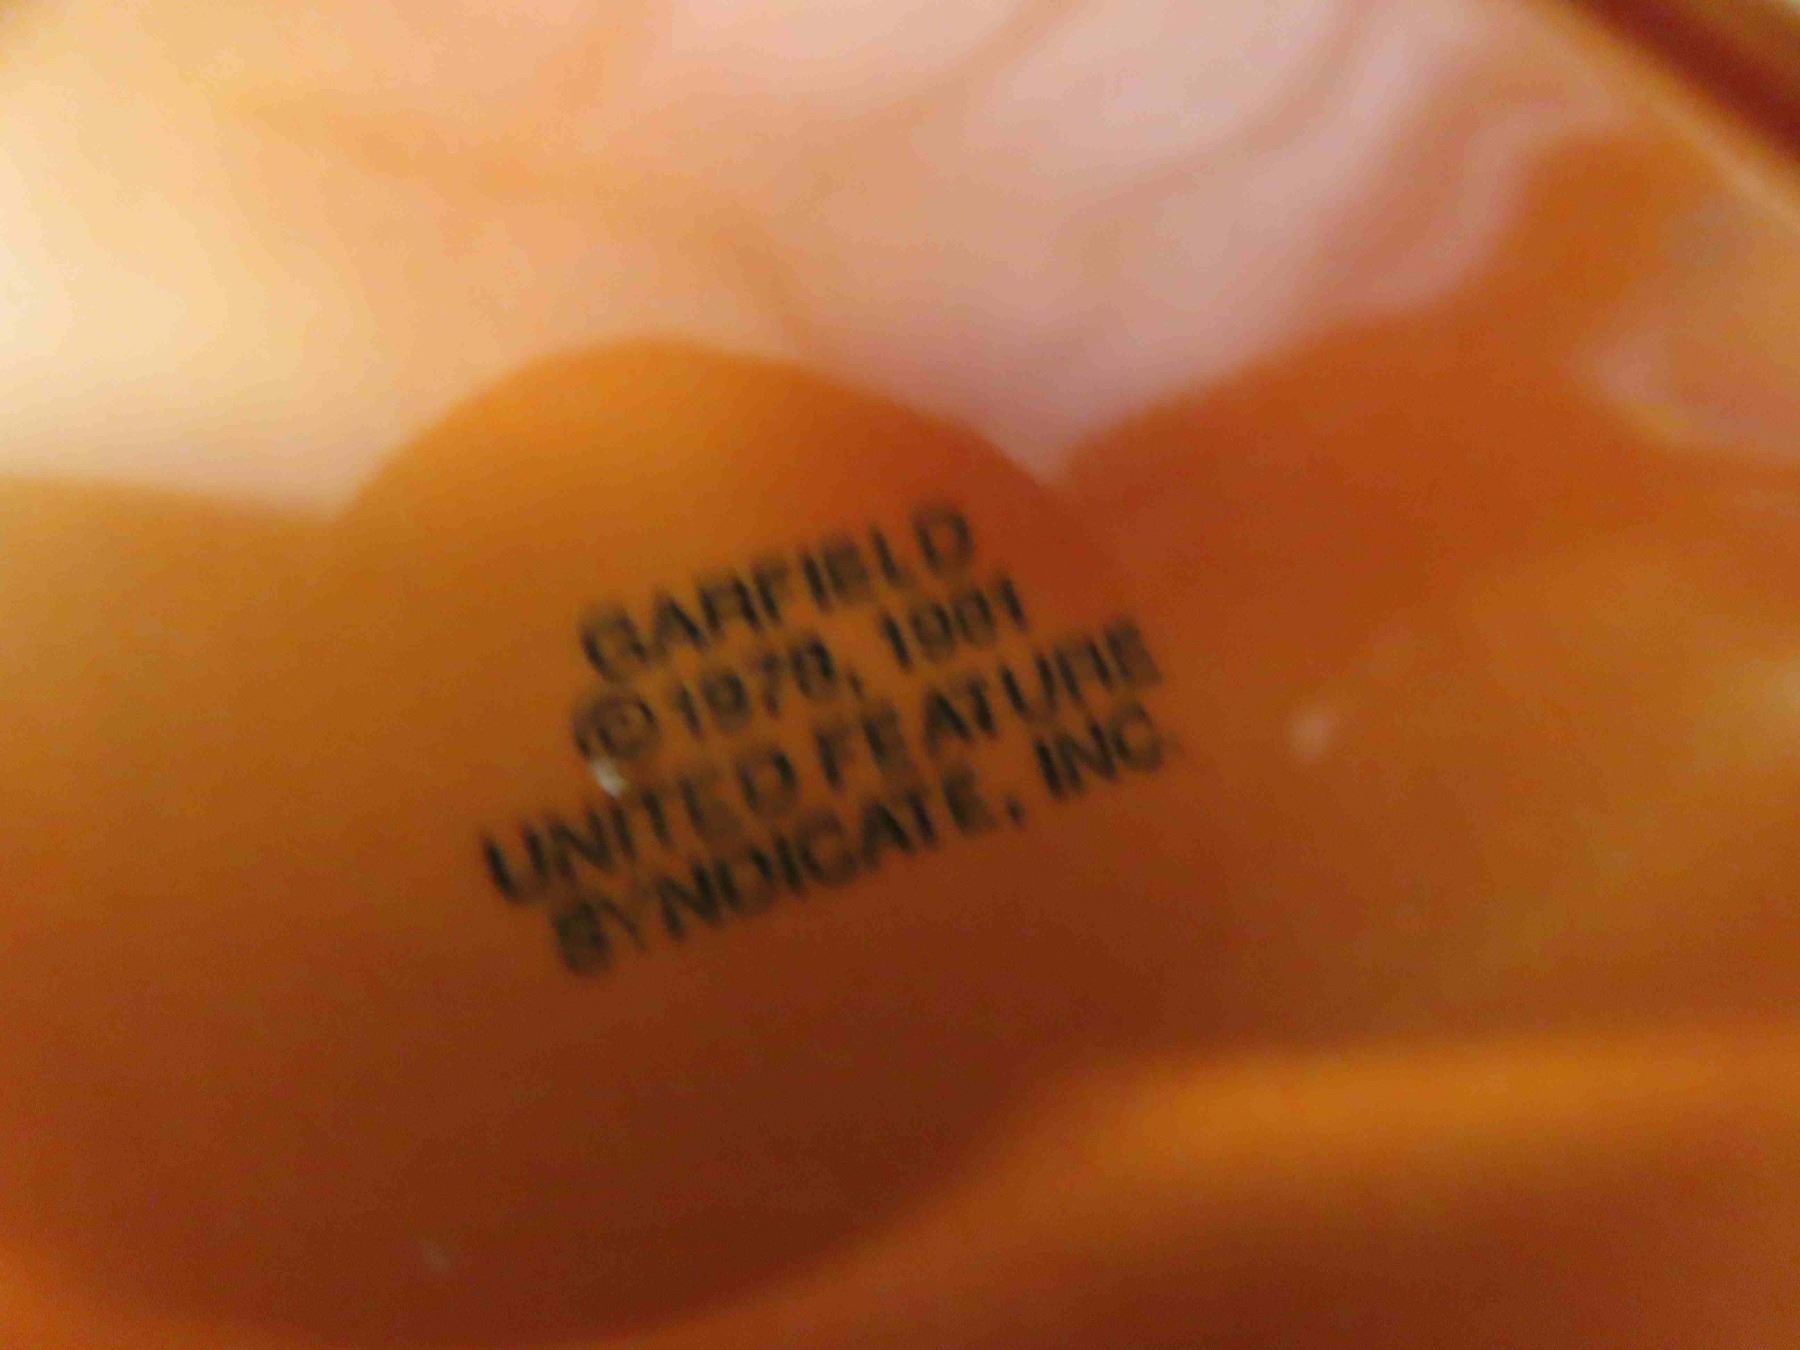 GARFIELD
© 1978, 1981
UNITED FEATURE
SYNDICATE, INC.